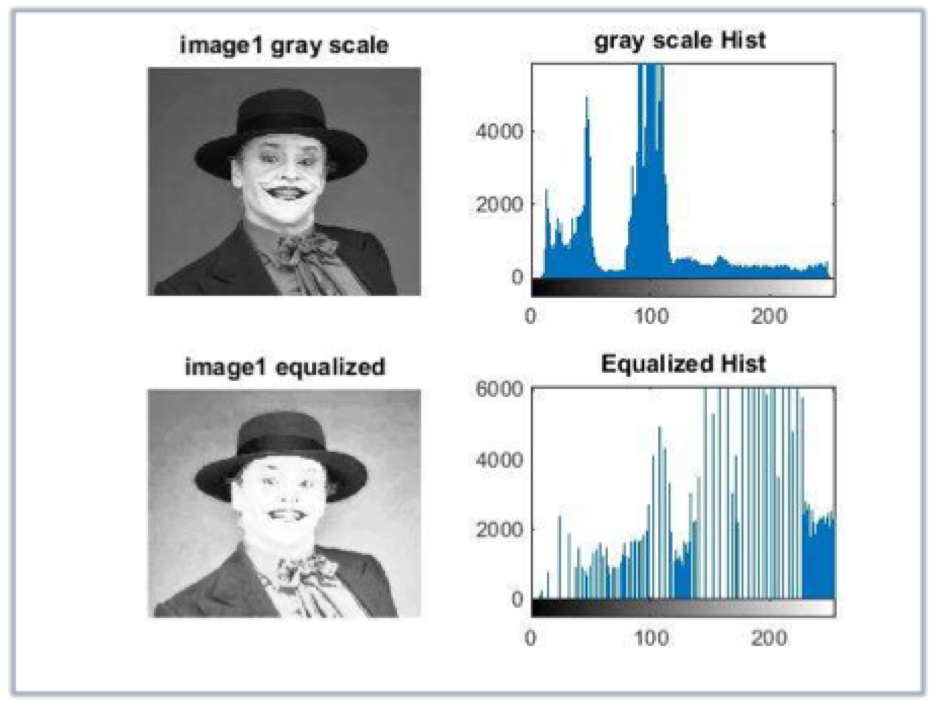 image1 gray scale
gray scale Hist
4000
2000
0
0 100 200
image1 equalized
Equalized Hist
6000
4000
2000
0
0 100 200